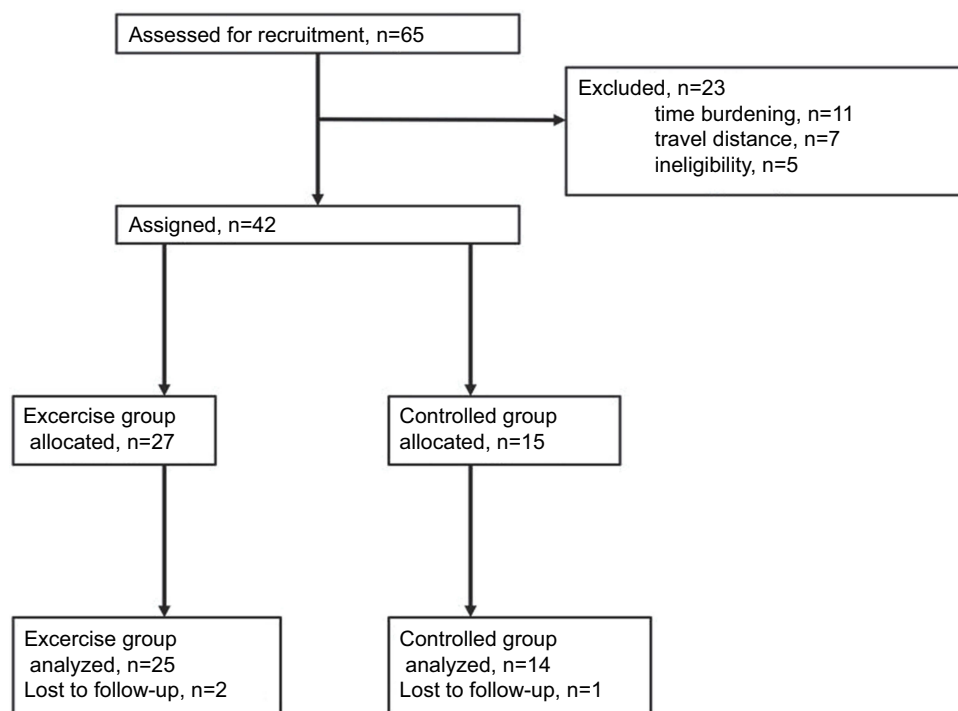 Assessed for recruitment, n=65
Excluded, n=23
time burdening, n=11
travel distance, n=7
ineligibility, n=5
Assigned, n=42
Excercise group
allocated, n=27
Controlled group
allocated, n=15
Excercise group
analyzed, n=25
Lost to follow-up, n=2
Controlled group
analyzed, n=14
Lost to follow-up, n=1